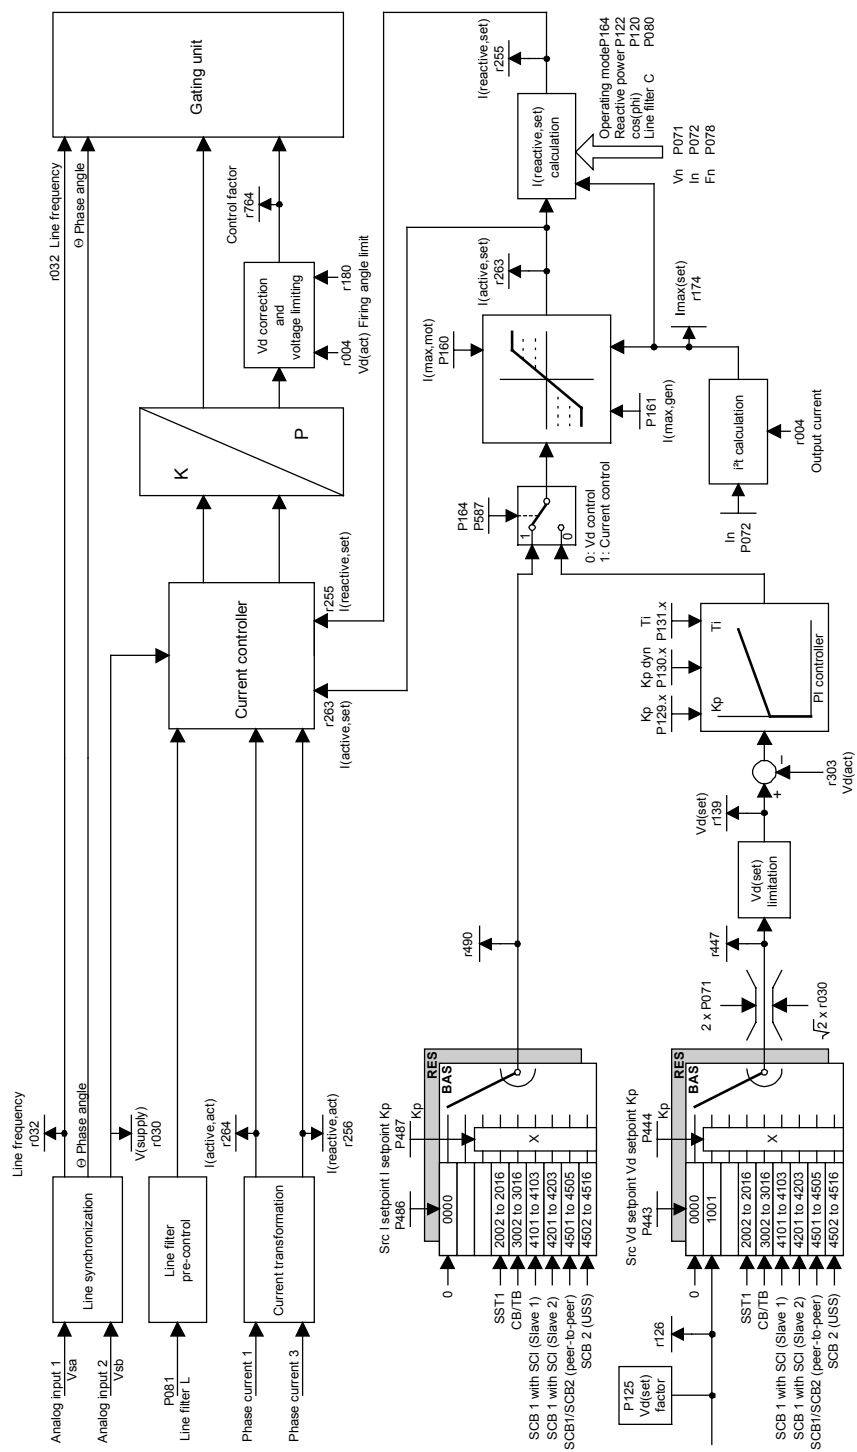 Analog input 1
Vsa
Analog input 2
Vsb
Line synchronization
Line frequency
r032
Θ Phase angle
V(supply)
r030
r032 Line frequency
Θ Phase angle
Gating unit
P081
Line filter L
Line filter
pre-control
Phase current 1
Phase current 3
Current transformation
I(active,act)
r264
I(reactive,act)
r256
Current controller
r263
I(active,set)
r255
I(reactive,set)
K
P
Vd correction
and
voltage limiting
r004
Vd(act)
r180
Firing angle limit
Control factor
r764
Src I setpoint
P486
I setpoint Kp
P487
Kp
RES
BAS
0
0000
X
SST1
2002 to 2016
CB/TB
3002 to 3016
SCB 1 with SCI (Slave 1)
4101 to 4103
SCB 1 with SCI (Slave 2)
4201 to 4203
SCB1/SCB2 (peer-to-peer)
4501 to 4505
SCB 2 (USS)
4502 to 4516
r490
P164
P587
1
0
0: Vd control
1: Current control
I(max,mot)
P160
P161
I(max,gen)
I(active,set)
r263
I(reactive,set)
calculation
I(reactive,set)
r255
Operating mode P164
Reactive power P122
cos(phi) P120
Line filter C P080
Vn P071
In P072
Fn P078
Imax(set)
r174
In
P072
i²t calculation
r004
Output current
P125
Vd(set)
factor
r126
Src Vd setpoint
P443
Vd setpoint Kp
P444
Kp
RES
BAS
0
0000
1001
X
SST1
2002 to 2016
CB/TB
3002 to 3016
SCB 1 with SCI (Slave 1)
4101 to 4103
SCB 1 with SCI (Slave 2)
4201 to 4203
SCB1/SCB2 (peer-to-peer)
4501 to 4505
SCB 2 (USS)
4502 to 4516
2 x P071
√2 x r030
r447
Vd(set)
limitation
Vd(set)
r139
+
−
r303
Vd(act)
Kp
P129.x
Kp dyn
P130.x
Ti
P131.x
Kp
Ti
PI controller